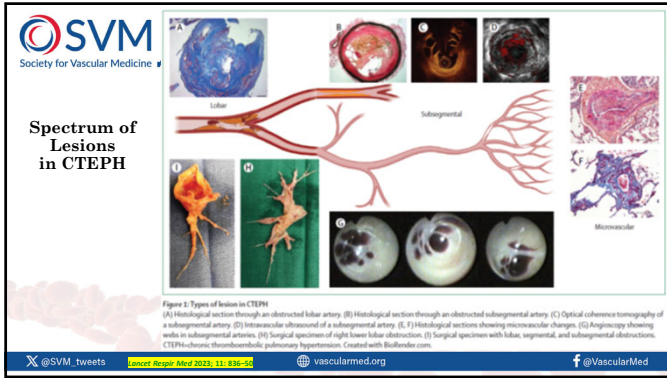 SVM
Society for Vascular Medicine
Spectrum of
Lesions
in CTEPH
A
B
C
D
Lobar
Subsegmental
E
F
Microvascular
I
H
G
Figure 1: Types of lesion in CTEPH
(A) Histological section through an obstructed lobar artery. (B) Histological section through an obstructed subsegmental artery. (C) Optical coherence tomography of
a subsegmental artery. (D) Intravascular ultrasound of a subsegmental artery. (E, F) Histological sections showing microvascular changes. (G) Angioscopy showing
webs in subsegmental arteries. (H) Surgical specimen of right lower lobe obstruction. (I) Surgical specimen with lobar, segmental, and subsegmental obstructions.
CTEPH=chronic thromboembolic pulmonary hypertension. Created with BioRender.com.
@SVM_tweets
Lancet Respir Med 2023; 11: 836–50
vascularmed.org
@VascularMed